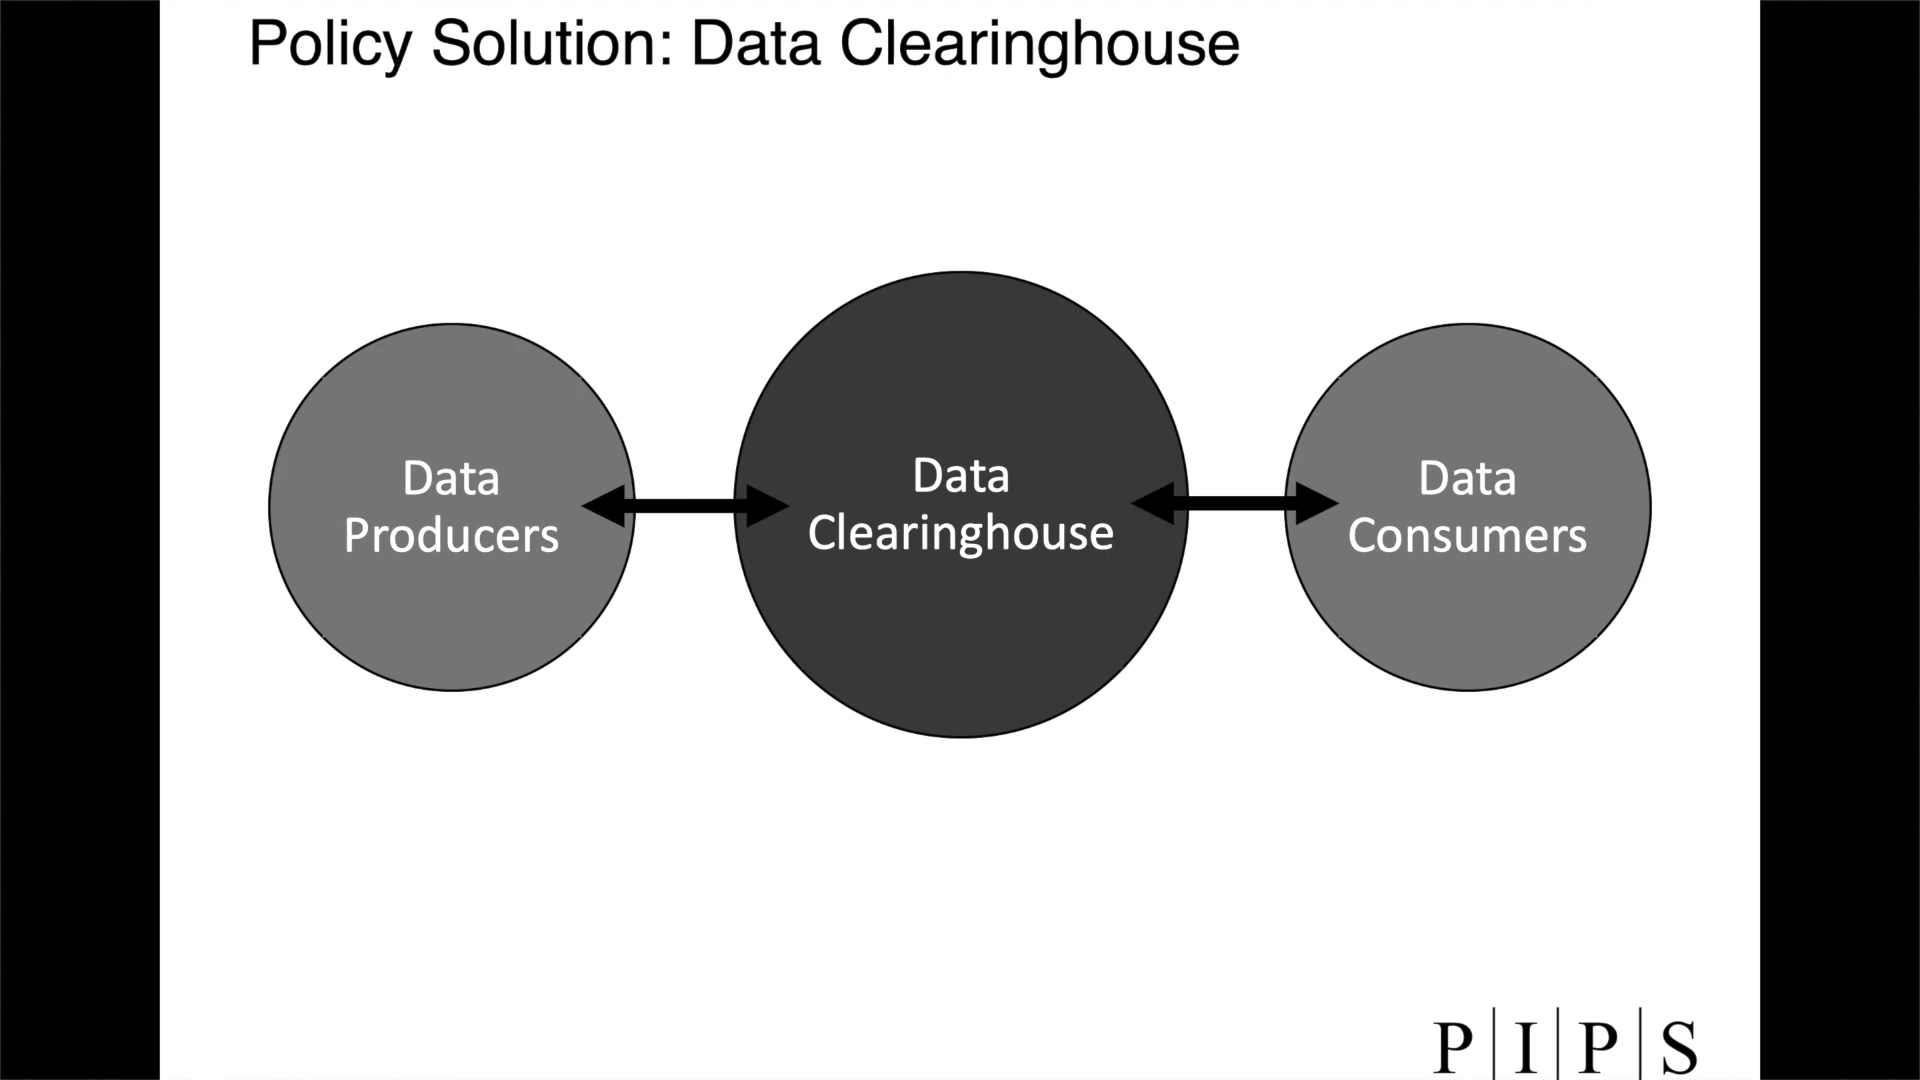 Policy Solution: Data Clearinghouse
Data
Producers
Data
Clearinghouse
Data
Consumers
P|I|P|S